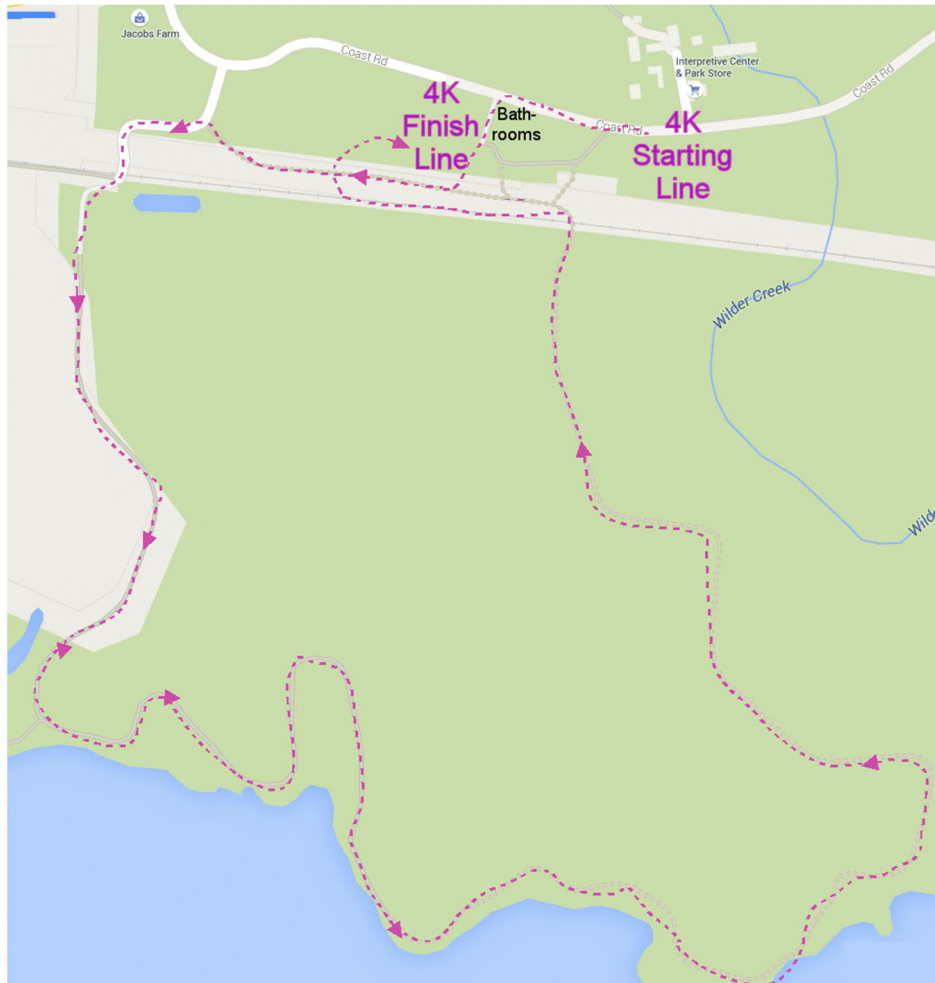 Jacobs Farm
Coast Rd
Interpretive Center
& Park Store
Coast Rd
4K
Finish
Line
Bath-
rooms
Coast Rd
4K
Starting
Line
Wilder Creek